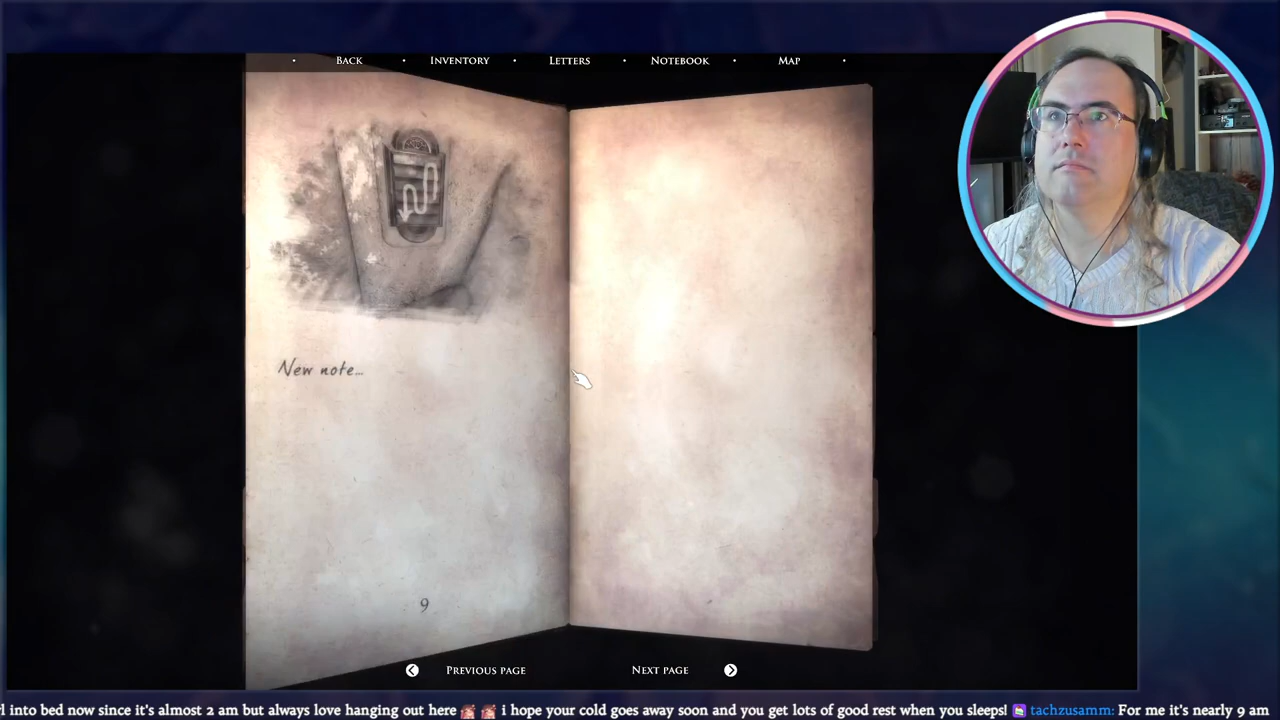 BACK
INVENTORY
LETTERS
NOTEBOOK
MAP
New note...
9
PREVIOUS PAGE
NEXT PAGE
into bed now since it's almost 2 am but always love hanging out here i hope your cold goes away soon and you get lots of good rest when you sleeps! tachzusamm: For me it's nearly 9 am